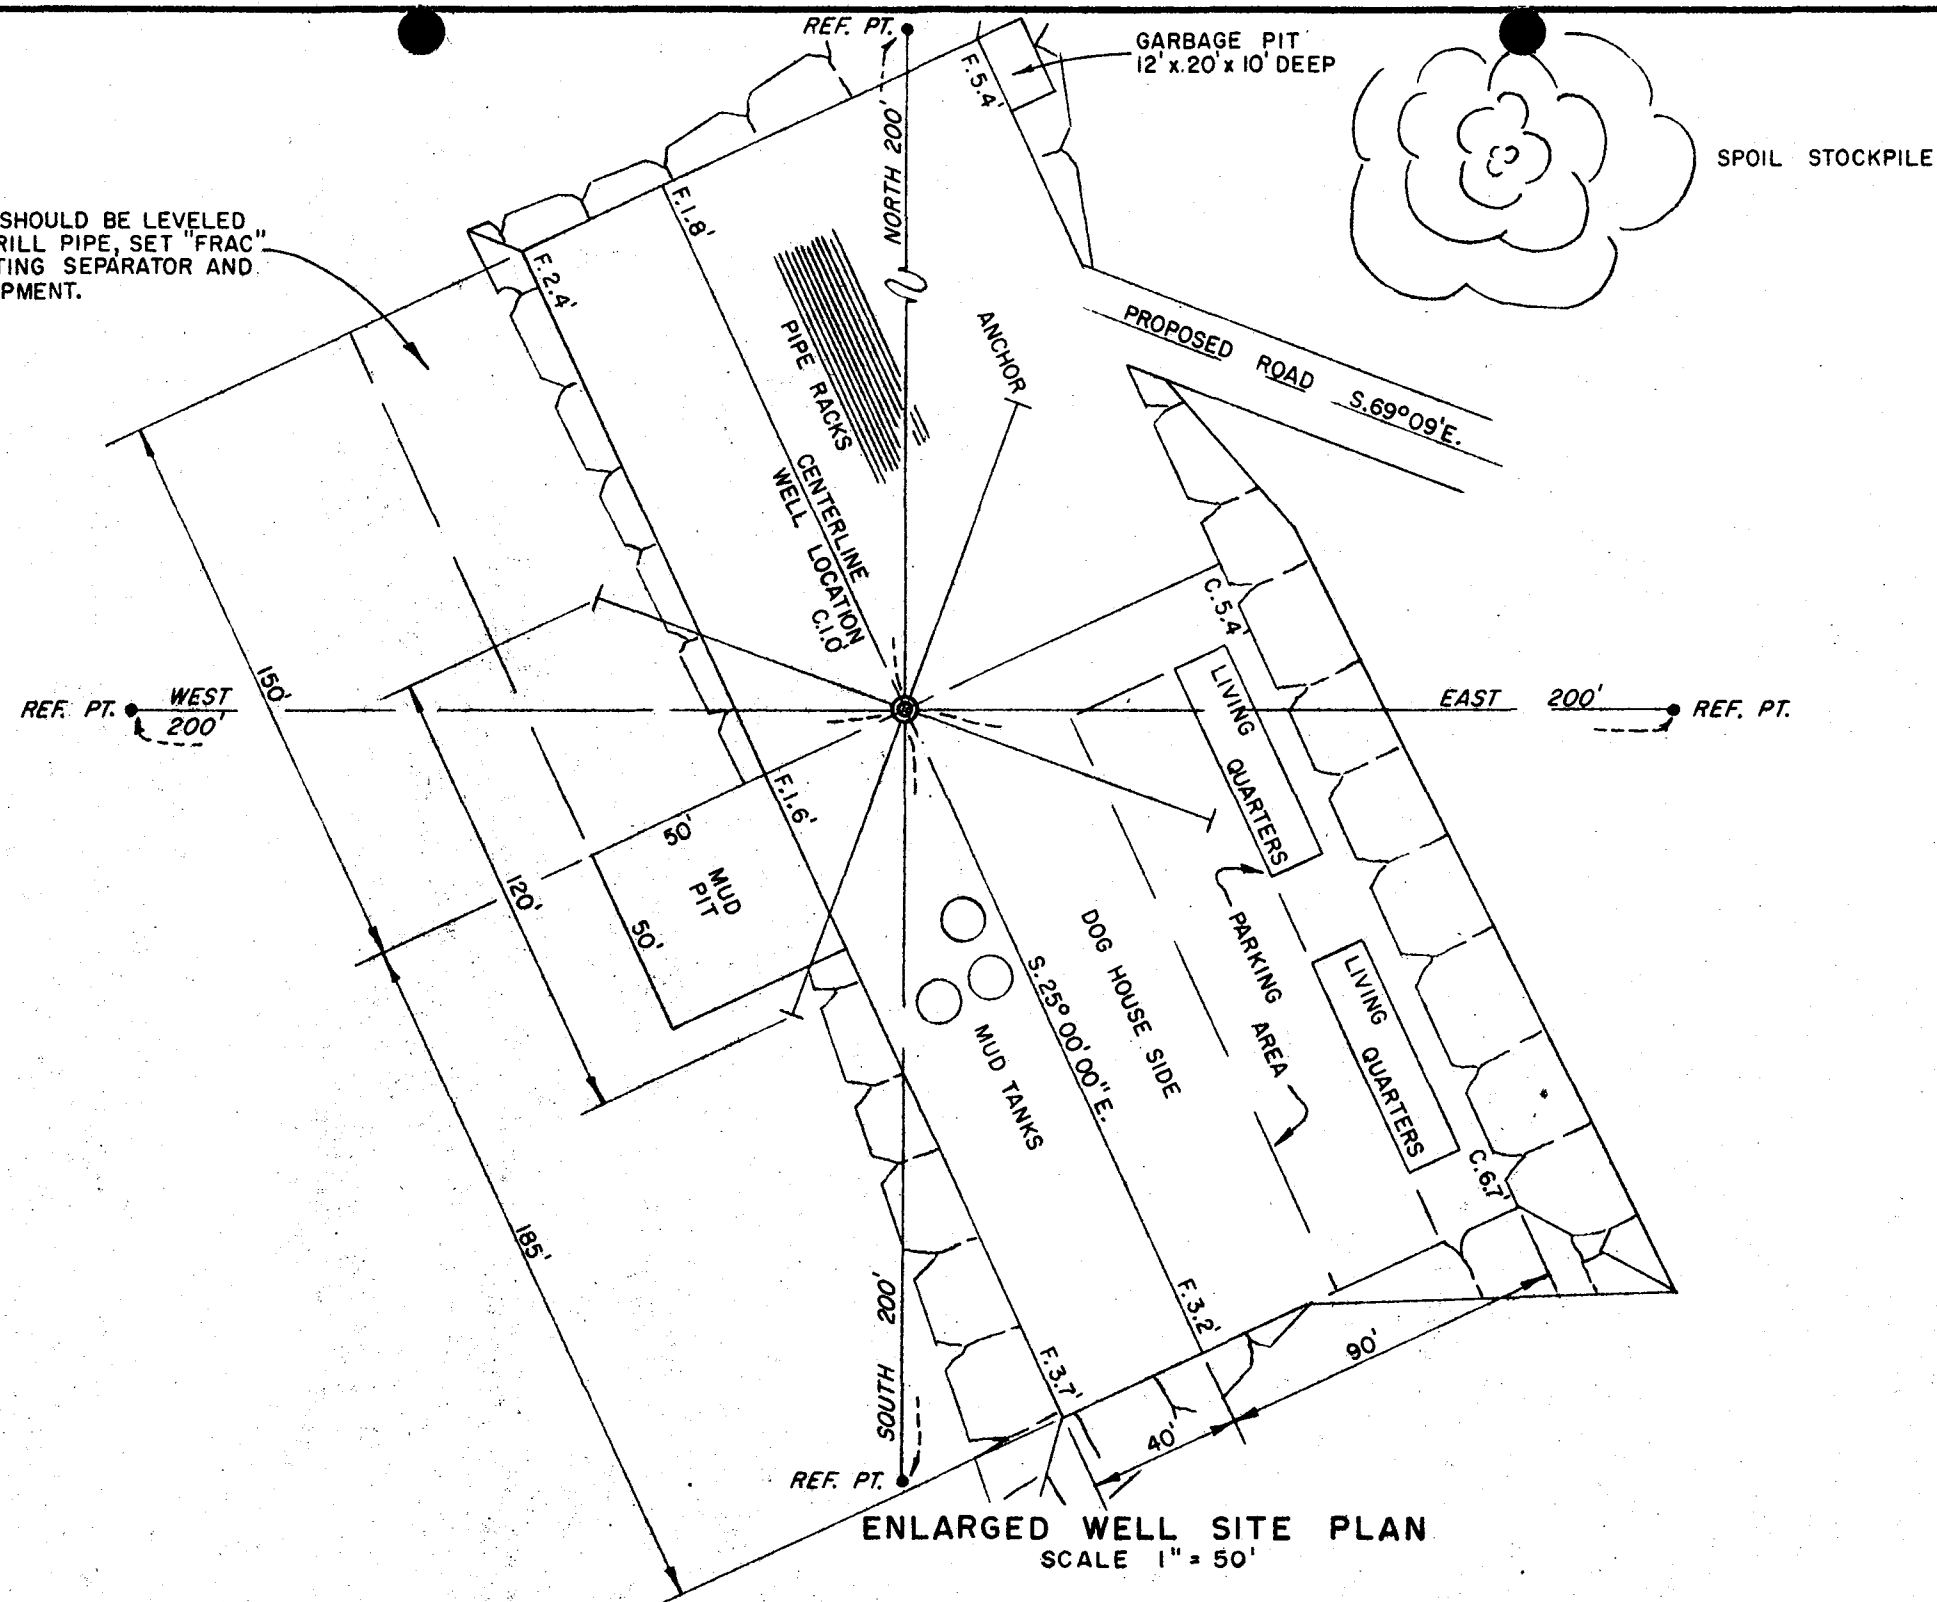 REF. PT.
GARBAGE PIT
12' x 20' x 10' DEEP
F.5.4'
NORTH 200'
SPOIL STOCKPILE
SHOULD BE LEVELED
RILL PIPE, SET "FRAC"
TING SEPARATOR AND
PMENT.
F.1.8'
F.2.4'
PIPE RACKS
ANCHOR
PROPOSED ROAD S.69°09'E.
CENTERLINE
WELL LOCATION
C.1.0'
C.5.4'
150'
REF. PT.
WEST
200'
LIVING QUARTERS
EAST 200'
REF. PT.
F.1.6'
50'
MUD
PIT
50'
120'
DOG HOUSE SIDE
PARKING AREA
LIVING QUARTERS
S.25°00'00"E.
MUD TANKS
C.6.7'
185'
SOUTH 200'
F.3.2'
F.3.7'
90'
40'
REF. PT.
ENLARGED WELL SITE PLAN
SCALE 1" = 50'